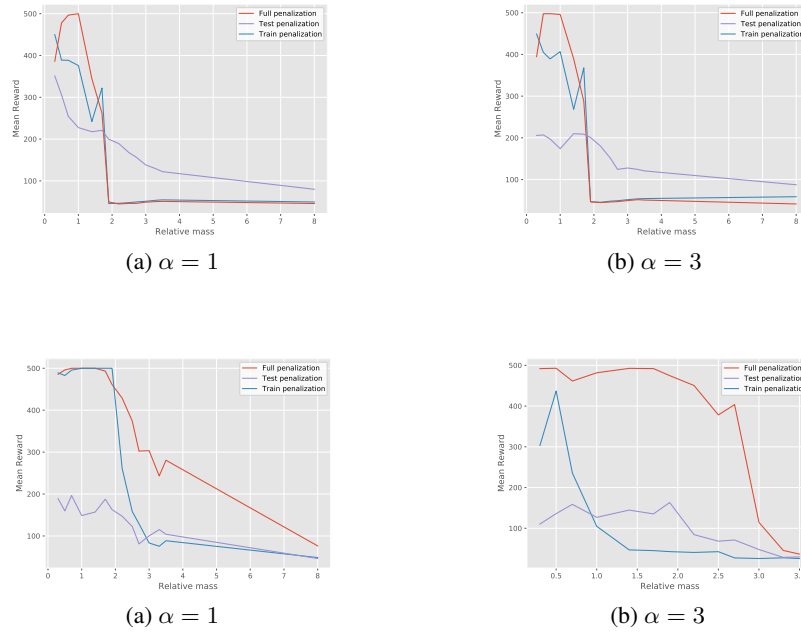 500
400
300
200
100
Mean Reward
0 1 2 3 4 5 6 7 8
Relative mass
Full penalization
Test penalization
Train penalization
(a) α = 1
500
400
300
200
100
Mean Reward
0 1 2 3 4 5 6 7 8
Relative mass
Full penalization
Test penalization
Train penalization
(b) α = 3
500
400
300
200
100
Mean Reward
0 1 2 3 4 5 6 7 8
Relative mass
Full penalization
Test penalization
Train penalization
(a) α = 1
500
400
300
200
100
Mean Reward
0.5 1.0 1.5 2.0 2.5 3.0 3.5
Relative mass
Full penalization
Test penalization
Train penalization
(b) α = 3